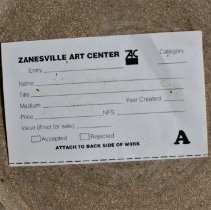 ZANESVILLE ART CENTER ZAC Category
Entry
Name
Title
Medium Year Created
Price NFS
Value (if not for sale)
Accepted Rejected A
ATTACH TO BACK SIDE OF WORK